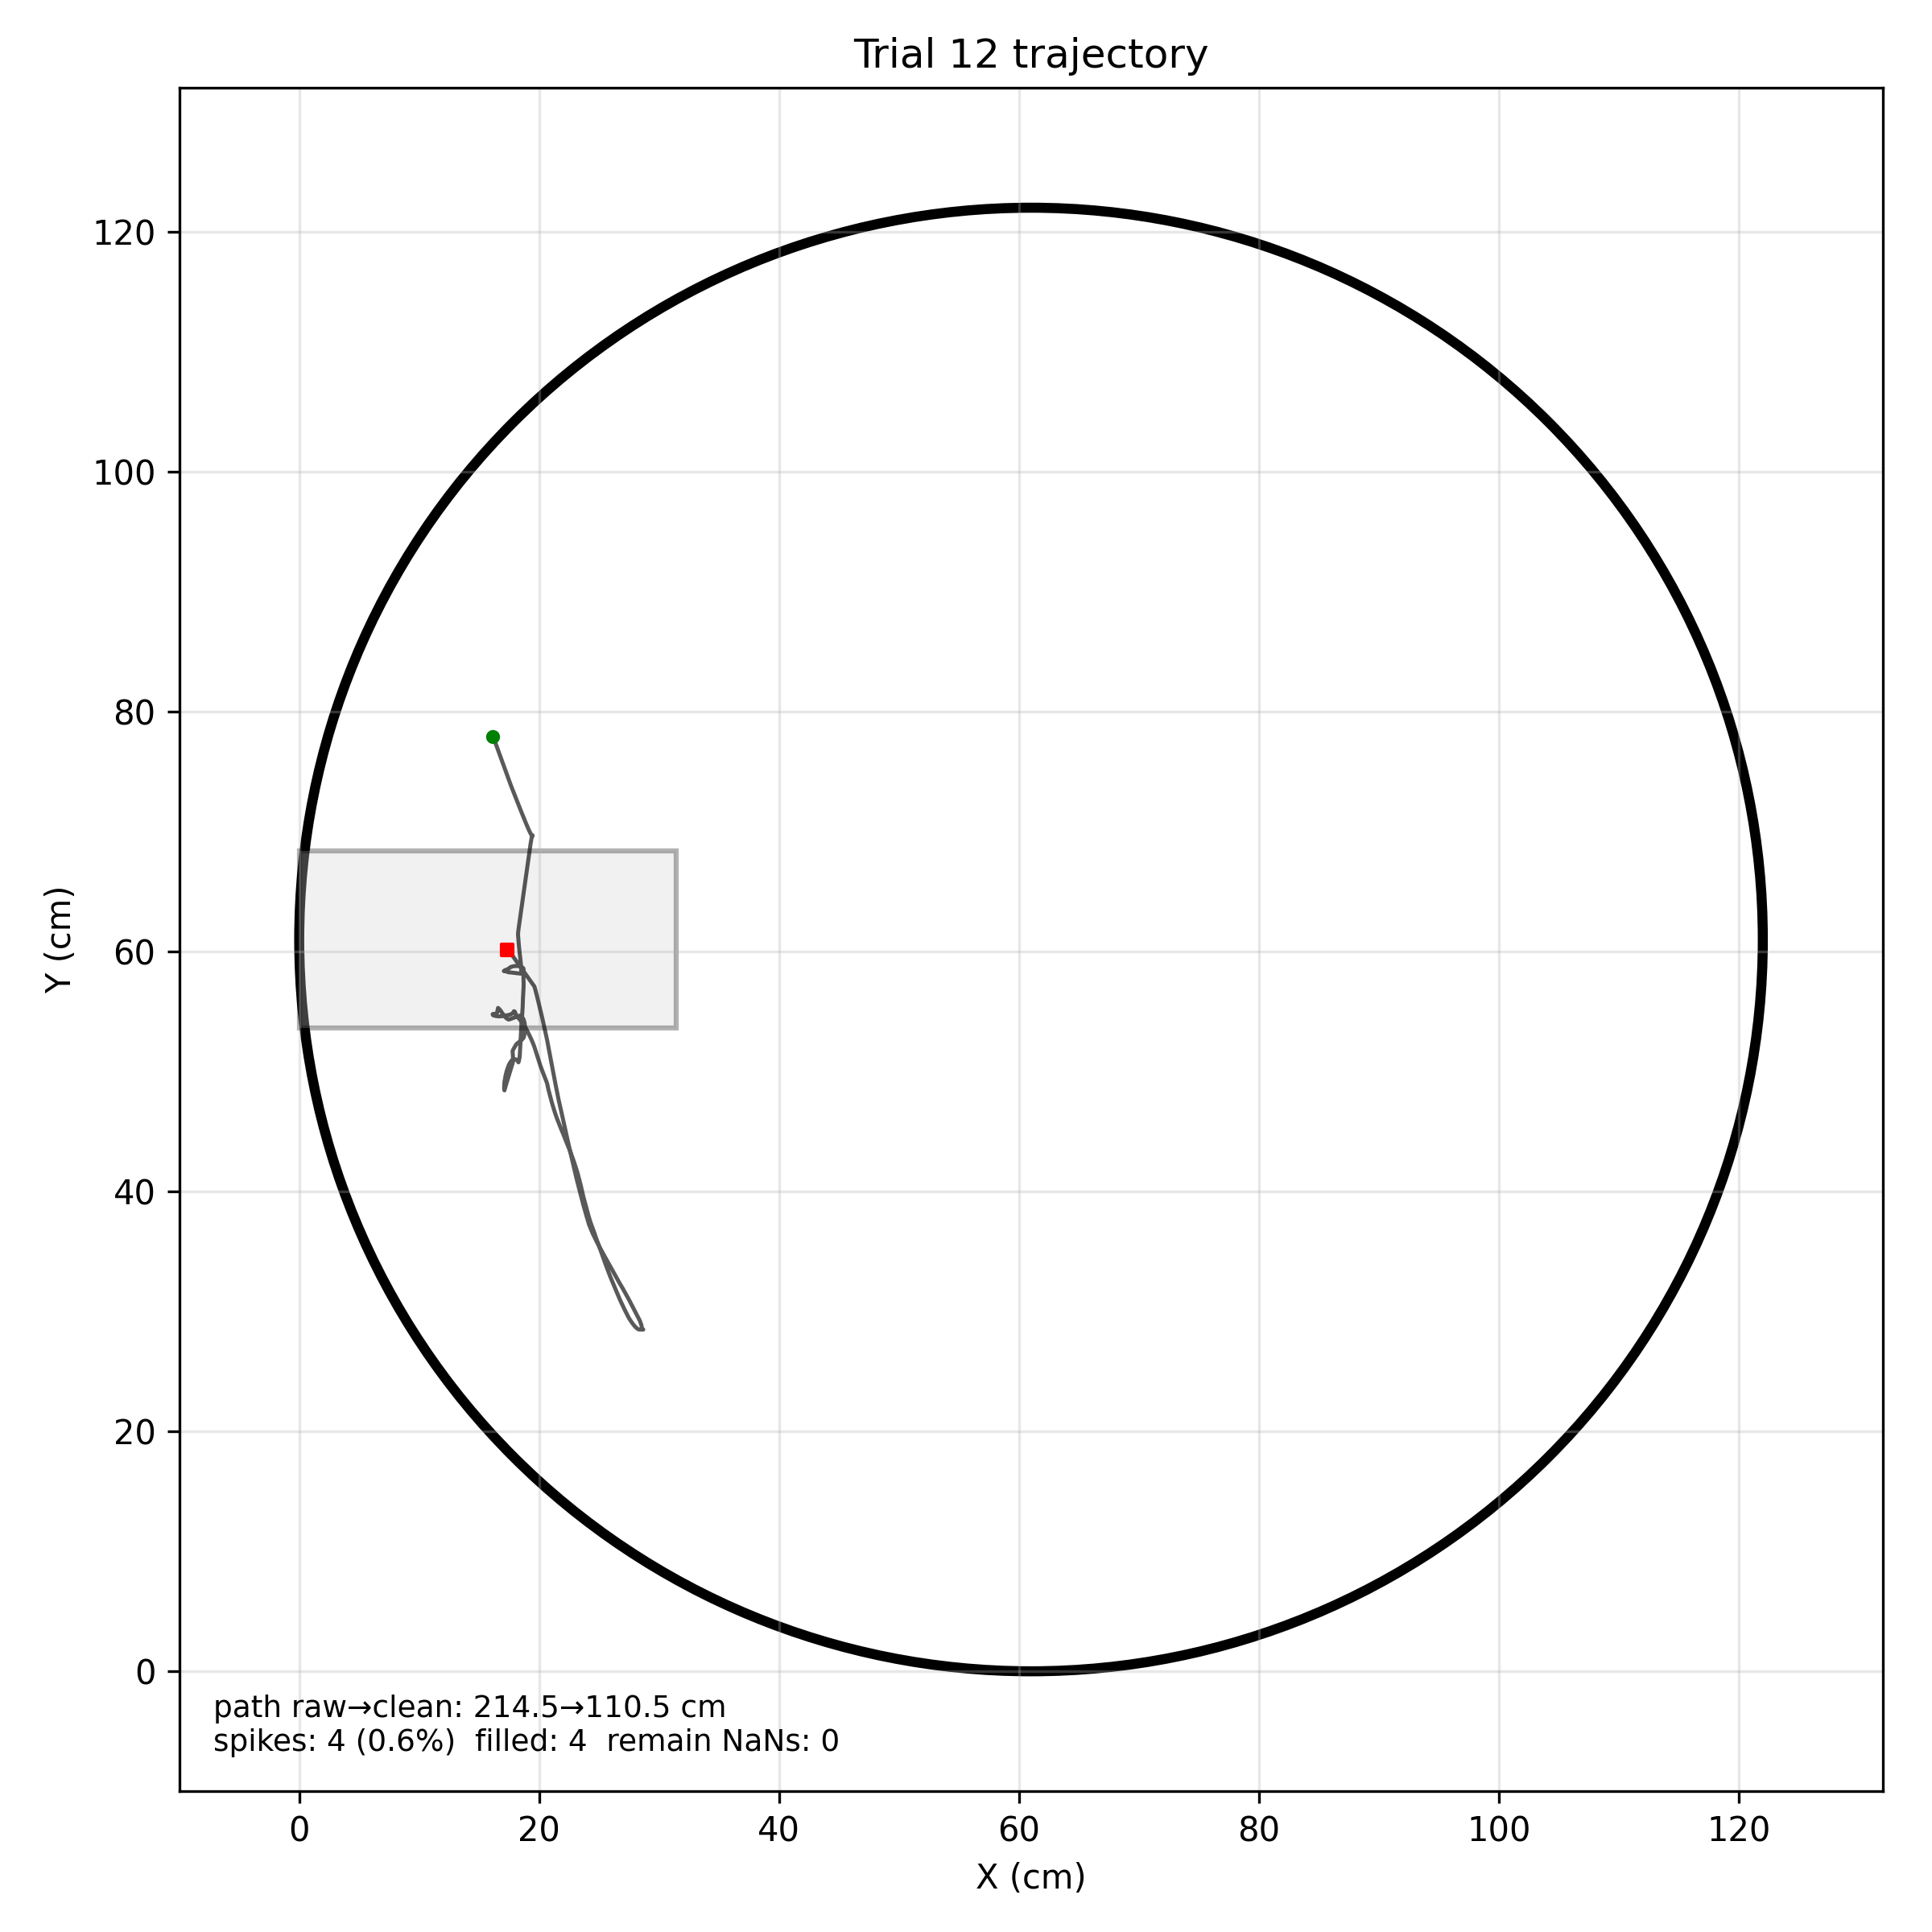 Trial 12 trajectory
Y (cm)
120
100
80
60
40
20
0
path raw→clean: 214.5→110.5 cm
spikes: 4 (0.6%)  filled: 4  remain NaNs: 0
0 20 40 60 80 100 120
X (cm)